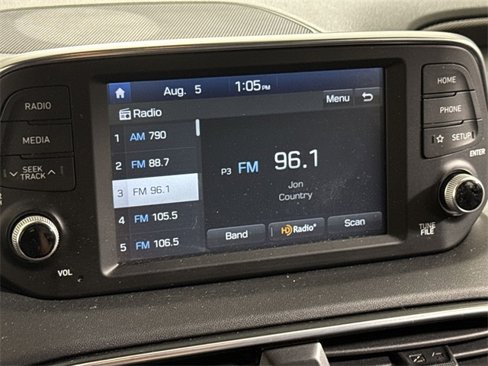 Aug. 5 1:05PM
Radio Menu
1 AM 790
2 FM 88.7
3 FM 96.1
4 FM 105.5
5 FM 106.5
P3 FM 96.1
Jon
Country
Band HD Radio Scan
RADIO
MEDIA
SEEK
TRACK
VOL
HOME
PHONE
SETUP
ENTER
TUNE
FILE